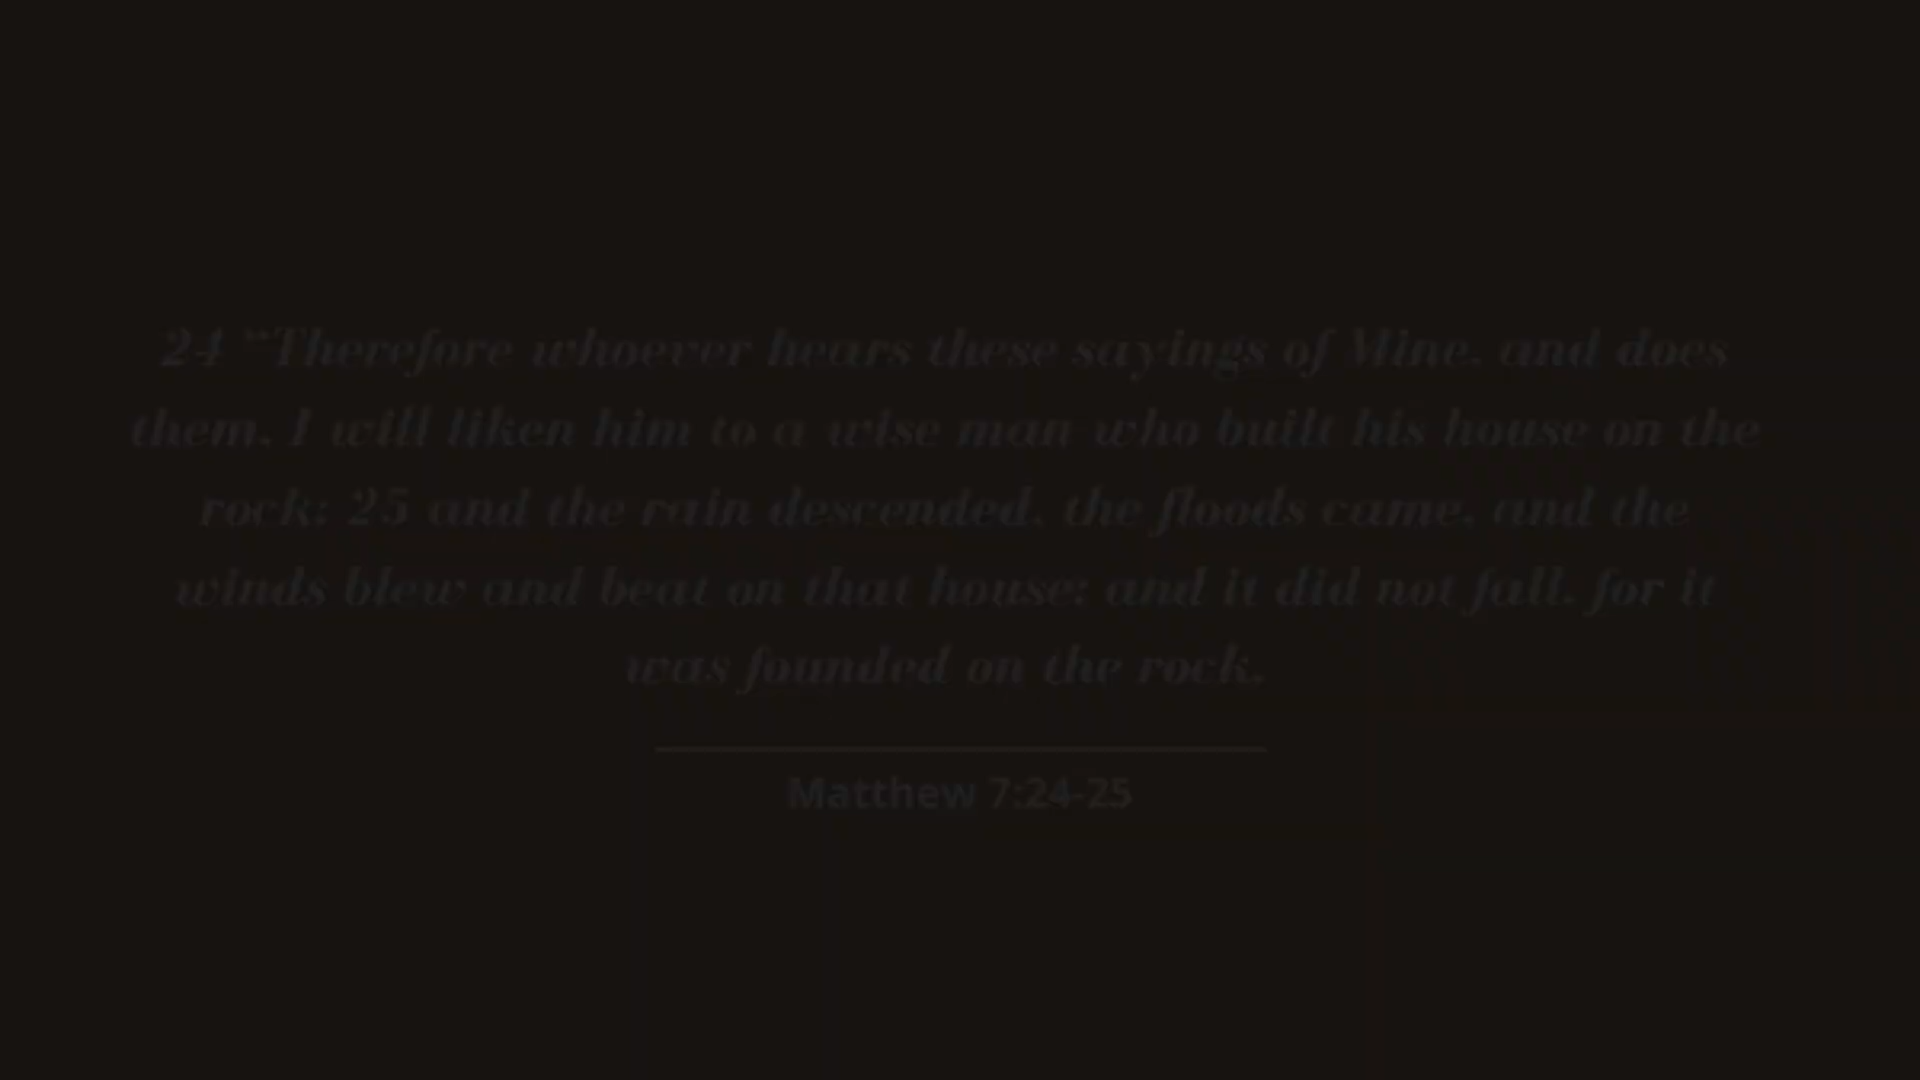 24 “Therefore whoever hears these sayings of Mine, and does
them, I will liken him to a wise man who built his house on the
rock: 25 and the rain descended, the floods came, and the
winds blew and beat on that house; and it did not fall, for it
was founded on the rock.
Matthew 7:24-25